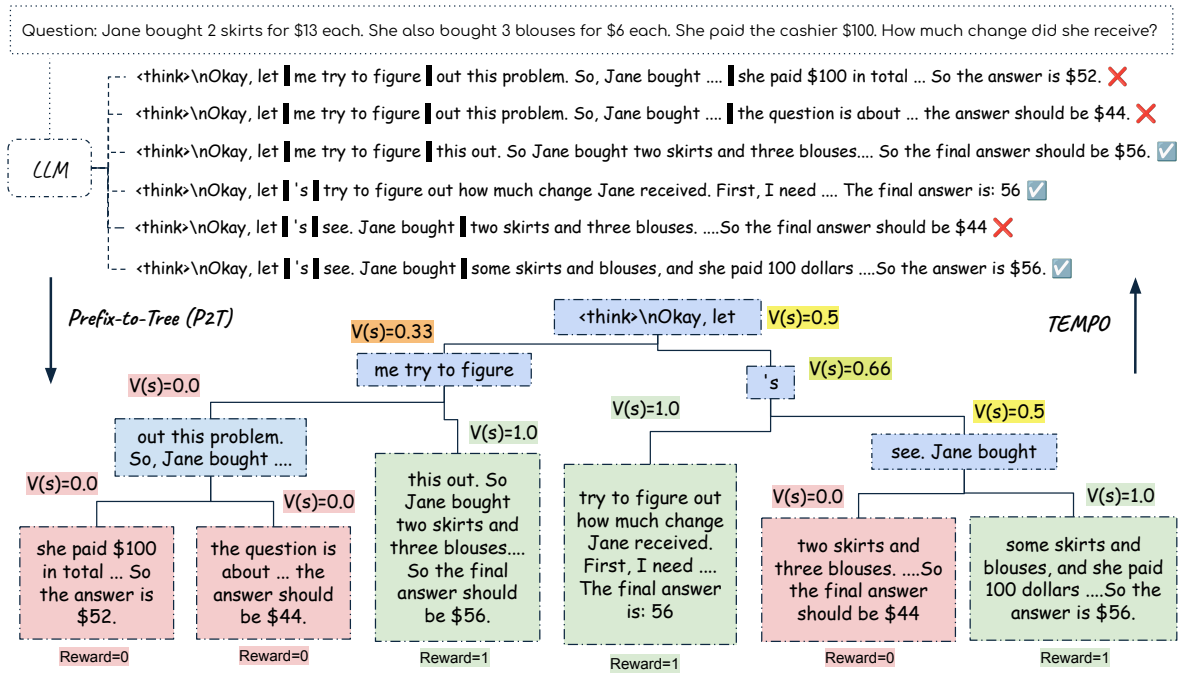 Question: Jane bought 2 skirts for $13 each. She also bought 3 blouses for $6 each. She paid the cashier $100. How much change did she receive?
<think>\nOkay, let me try to figure out this problem. So, Jane bought .... she paid $100 in total ... So the answer is $52. ❌
<think>\nOkay, let me try to figure out this problem. So, Jane bought .... the question is about ... the answer should be $44. ❌
<think>\nOkay, let me try to figure this out. So Jane bought two skirts and three blouses.... So the final answer should be $56. ☑
LLM
<think>\nOkay, let 's try to figure out how much change Jane received. First, I need .... The final answer is: 56 ☑
<think>\nOkay, let 's see. Jane bought two skirts and three blouses. ....So the final answer should be $44 ❌
<think>\nOkay, let 's see. Jane bought some skirts and blouses, and she paid 100 dollars ....So the answer is $56. ☑
Prefix-to-Tree (P2T)
TEMPO
<think>\nOkay, let
V(s)=0.5
V(s)=0.33
me try to figure
V(s)=0.66
's
V(s)=0.0
out this problem.
So, Jane bought ....
V(s)=1.0
V(s)=1.0
V(s)=0.5
see. Jane bought
V(s)=0.0
she paid $100
in total ... So
the answer is
$52.
Reward=0
V(s)=0.0
the question is
about ... the
answer should
be $44.
Reward=0
this out. So
Jane bought
two skirts and
three blouses....
So the final
answer should
be $56.
Reward=1
try to figure out
how much change
Jane received.
First, I need ....
The final answer
is: 56
Reward=1
V(s)=0.0
two skirts and
three blouses. ....So
the final answer
should be $44
Reward=0
V(s)=1.0
some skirts and
blouses, and she paid
100 dollars ....So the
answer is $56.
Reward=1